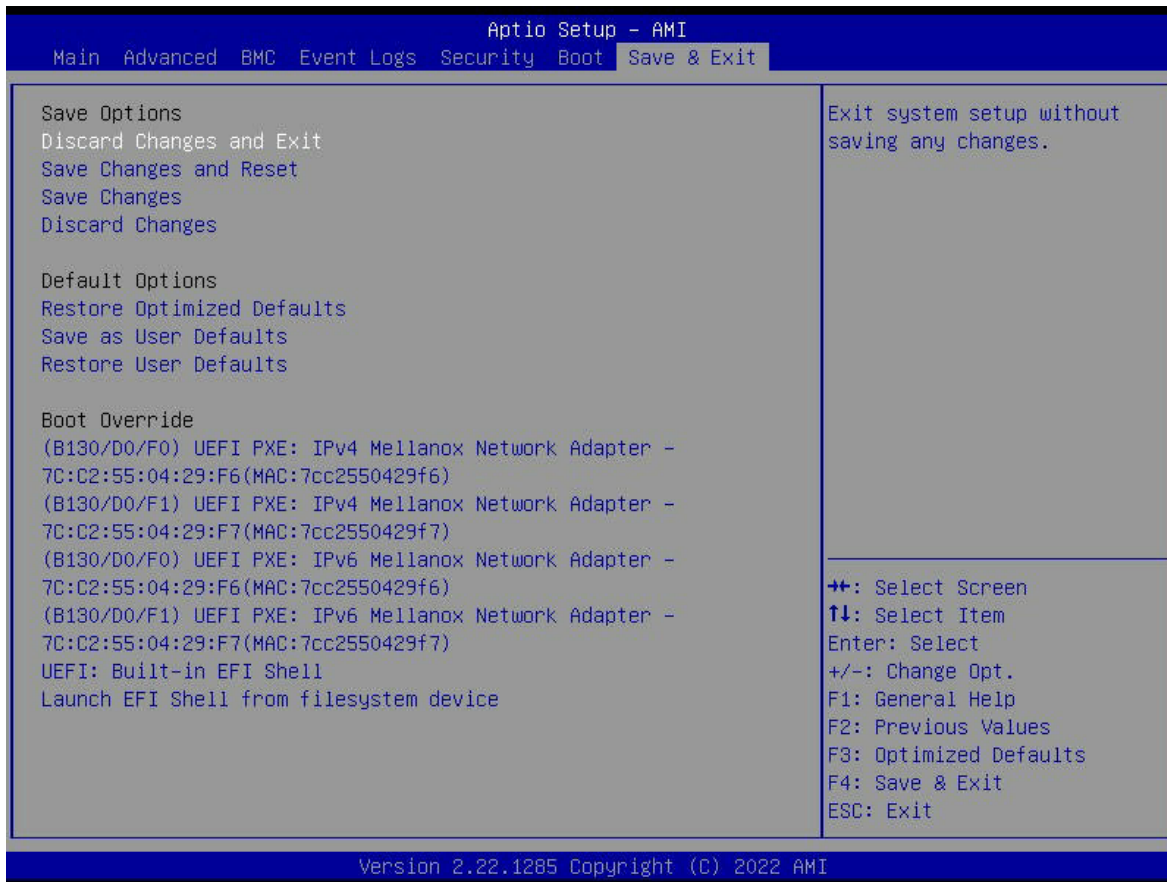 Aptio Setup – AMI
Main Advanced BMC Event Logs Security Boot Save & Exit
Save Options
Discard Changes and Exit
Save Changes and Reset
Save Changes
Discard Changes
Default Options
Restore Optimized Defaults
Save as User Defaults
Restore User Defaults
Boot Override
(B130/D0/F0) UEFI PXE: IPv4 Mellanox Network Adapter –
7C:C2:55:04:29:F6(MAC:7cc2550429f6)
(B130/D0/F1) UEFI PXE: IPv4 Mellanox Network Adapter –
7C:C2:55:04:29:F7(MAC:7cc2550429f7)
(B130/D0/F0) UEFI PXE: IPv6 Mellanox Network Adapter –
7C:C2:55:04:29:F6(MAC:7cc2550429f6)
(B130/D0/F1) UEFI PXE: IPv6 Mellanox Network Adapter –
7C:C2:55:04:29:F7(MAC:7cc2550429f7)
UEFI: Built-in EFI Shell
Launch EFI Shell from filesystem device
Exit system setup without
saving any changes.
→←: Select Screen
↑↓: Select Item
Enter: Select
+/-: Change Opt.
F1: General Help
F2: Previous Values
F3: Optimized Defaults
F4: Save & Exit
ESC: Exit
Version 2.22.1285 Copyright (C) 2022 AMI